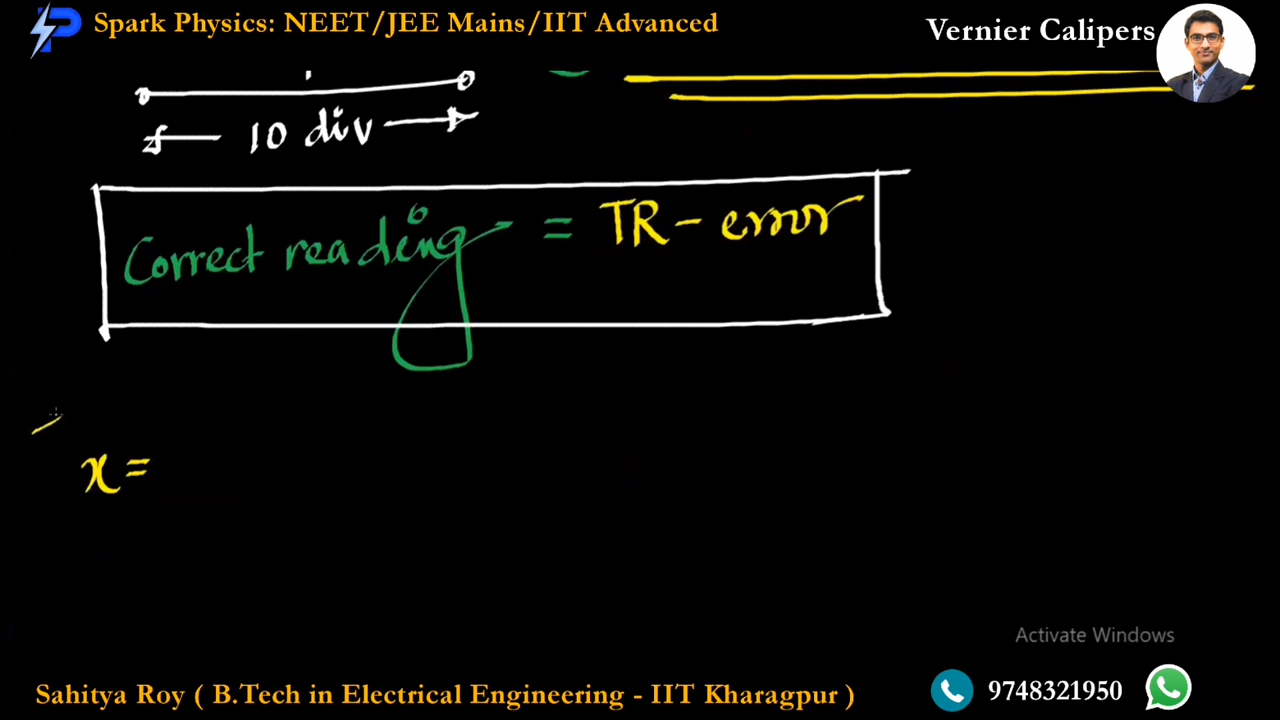 Spark Physics: NEET/JEE Mains/IIT Advanced
Vernier Calipers
10 div
Correct reading = TR - error
x =
Activate Windows
Sahitya Roy ( B.Tech in Electrical Engineering - IIT Kharagpur )
9748321950